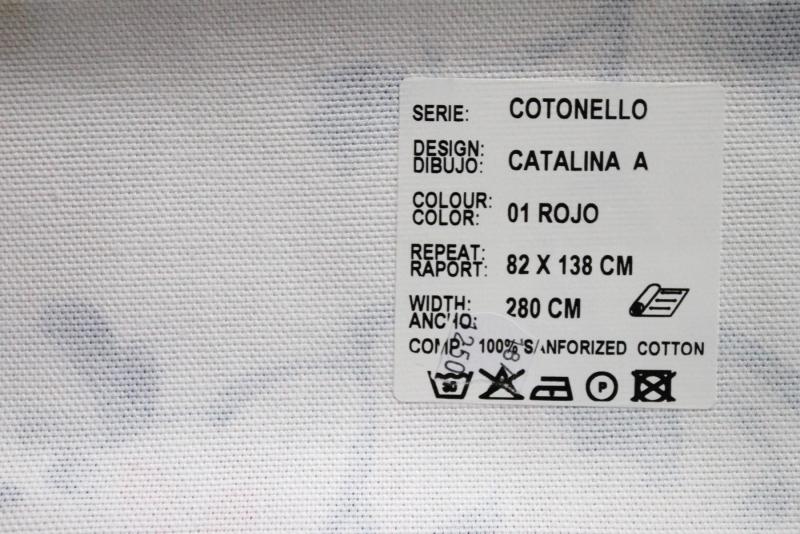 SERIE: COTONELLO
DESIGN:
DIBUJO: CATALINA A
COLOUR:
COLOR: 01 ROJO
REPEAT:
RAPORT: 82 X 138 CM
WIDTH:
ANCHO: 280 CM
COMP. 100% SANFORIZED COTTON
30 P